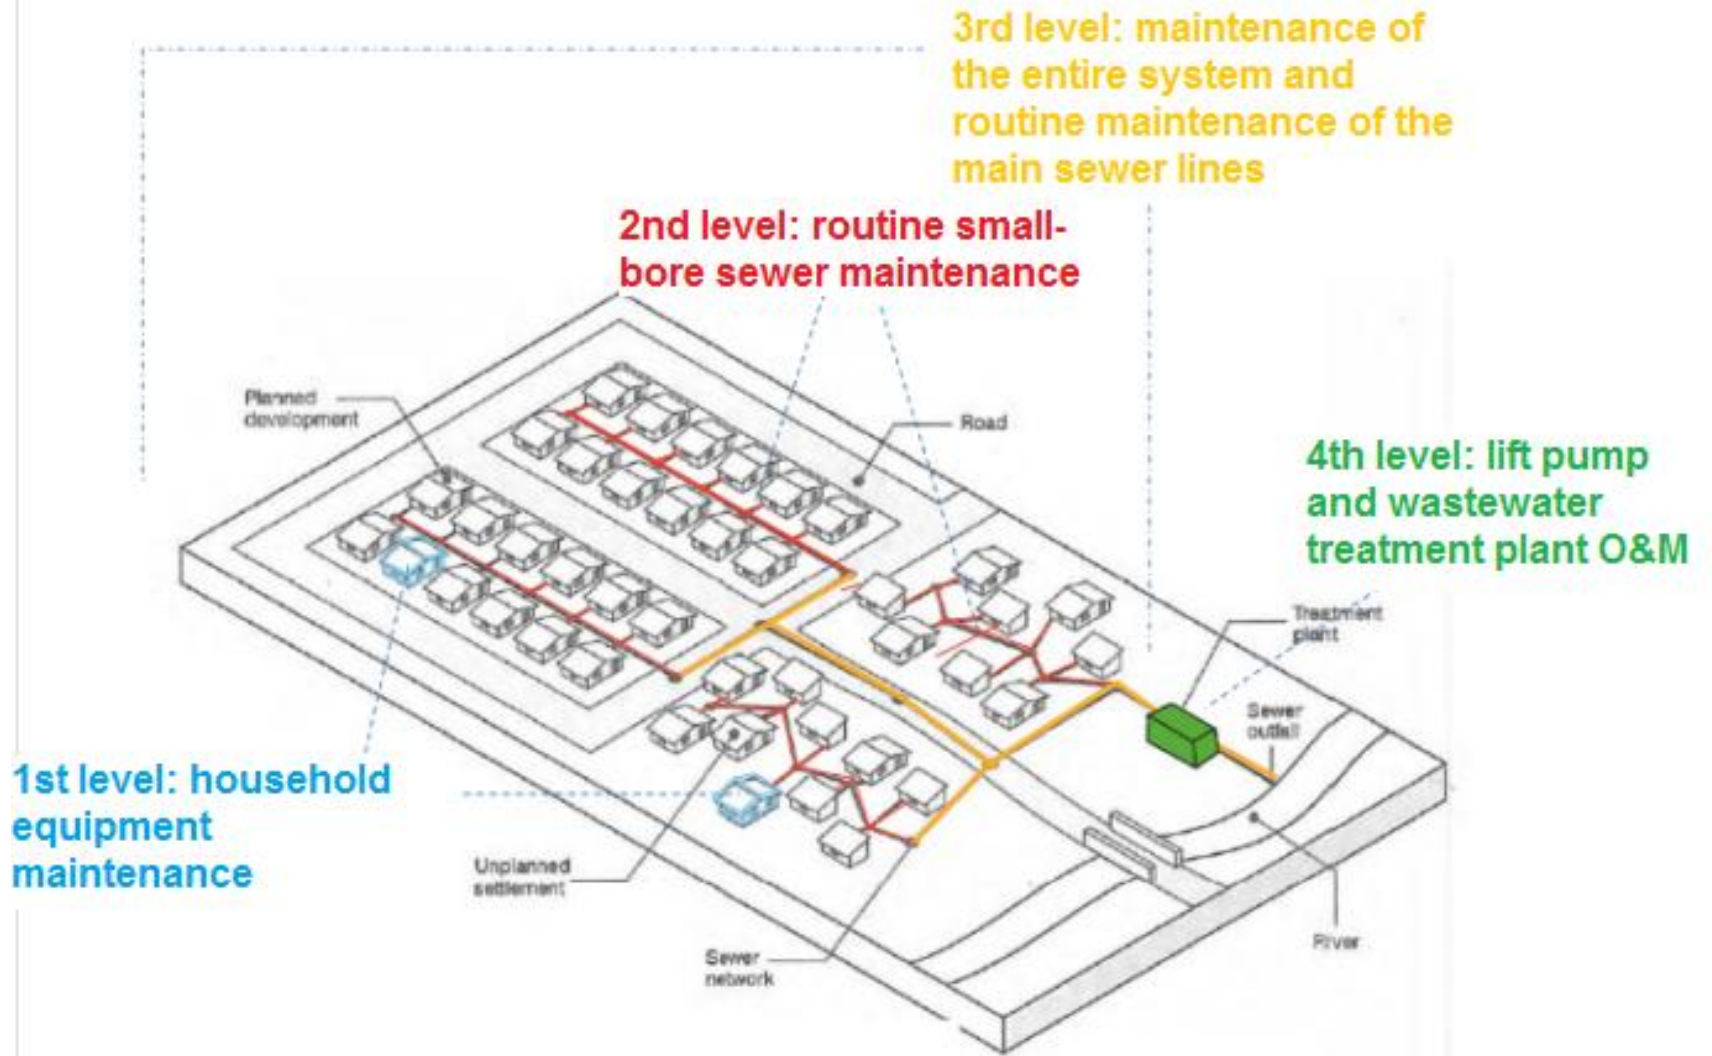 3rd level: maintenance of
the entire system and
routine maintenance of the
main sewer lines
2nd level: routine small-
bore sewer maintenance
Planned
development
Road
4th level: lift pump
and wastewater
treatment plant O&M
Treatment
plant
Sewer
outfall
1st level: household
equipment
maintenance
Unplanned
settlement
Sewer
network
River